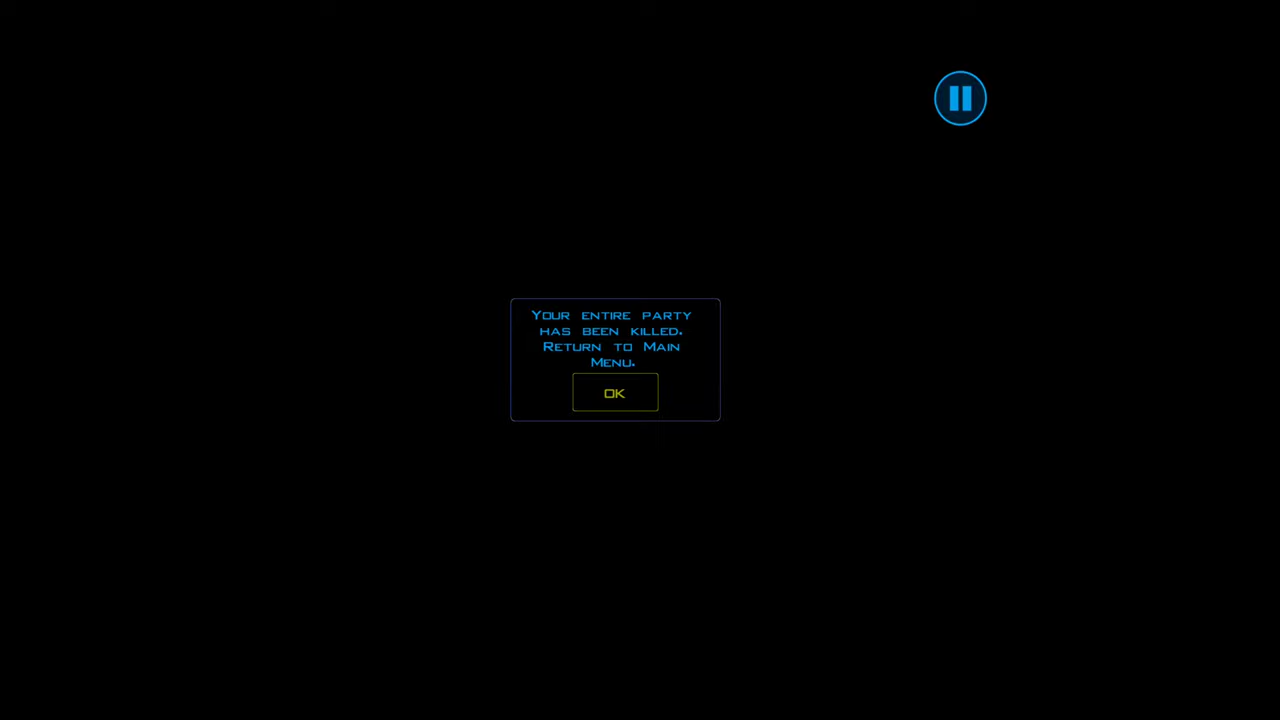 Your entire party
has been killed.
Return to Main
Menu.
OK